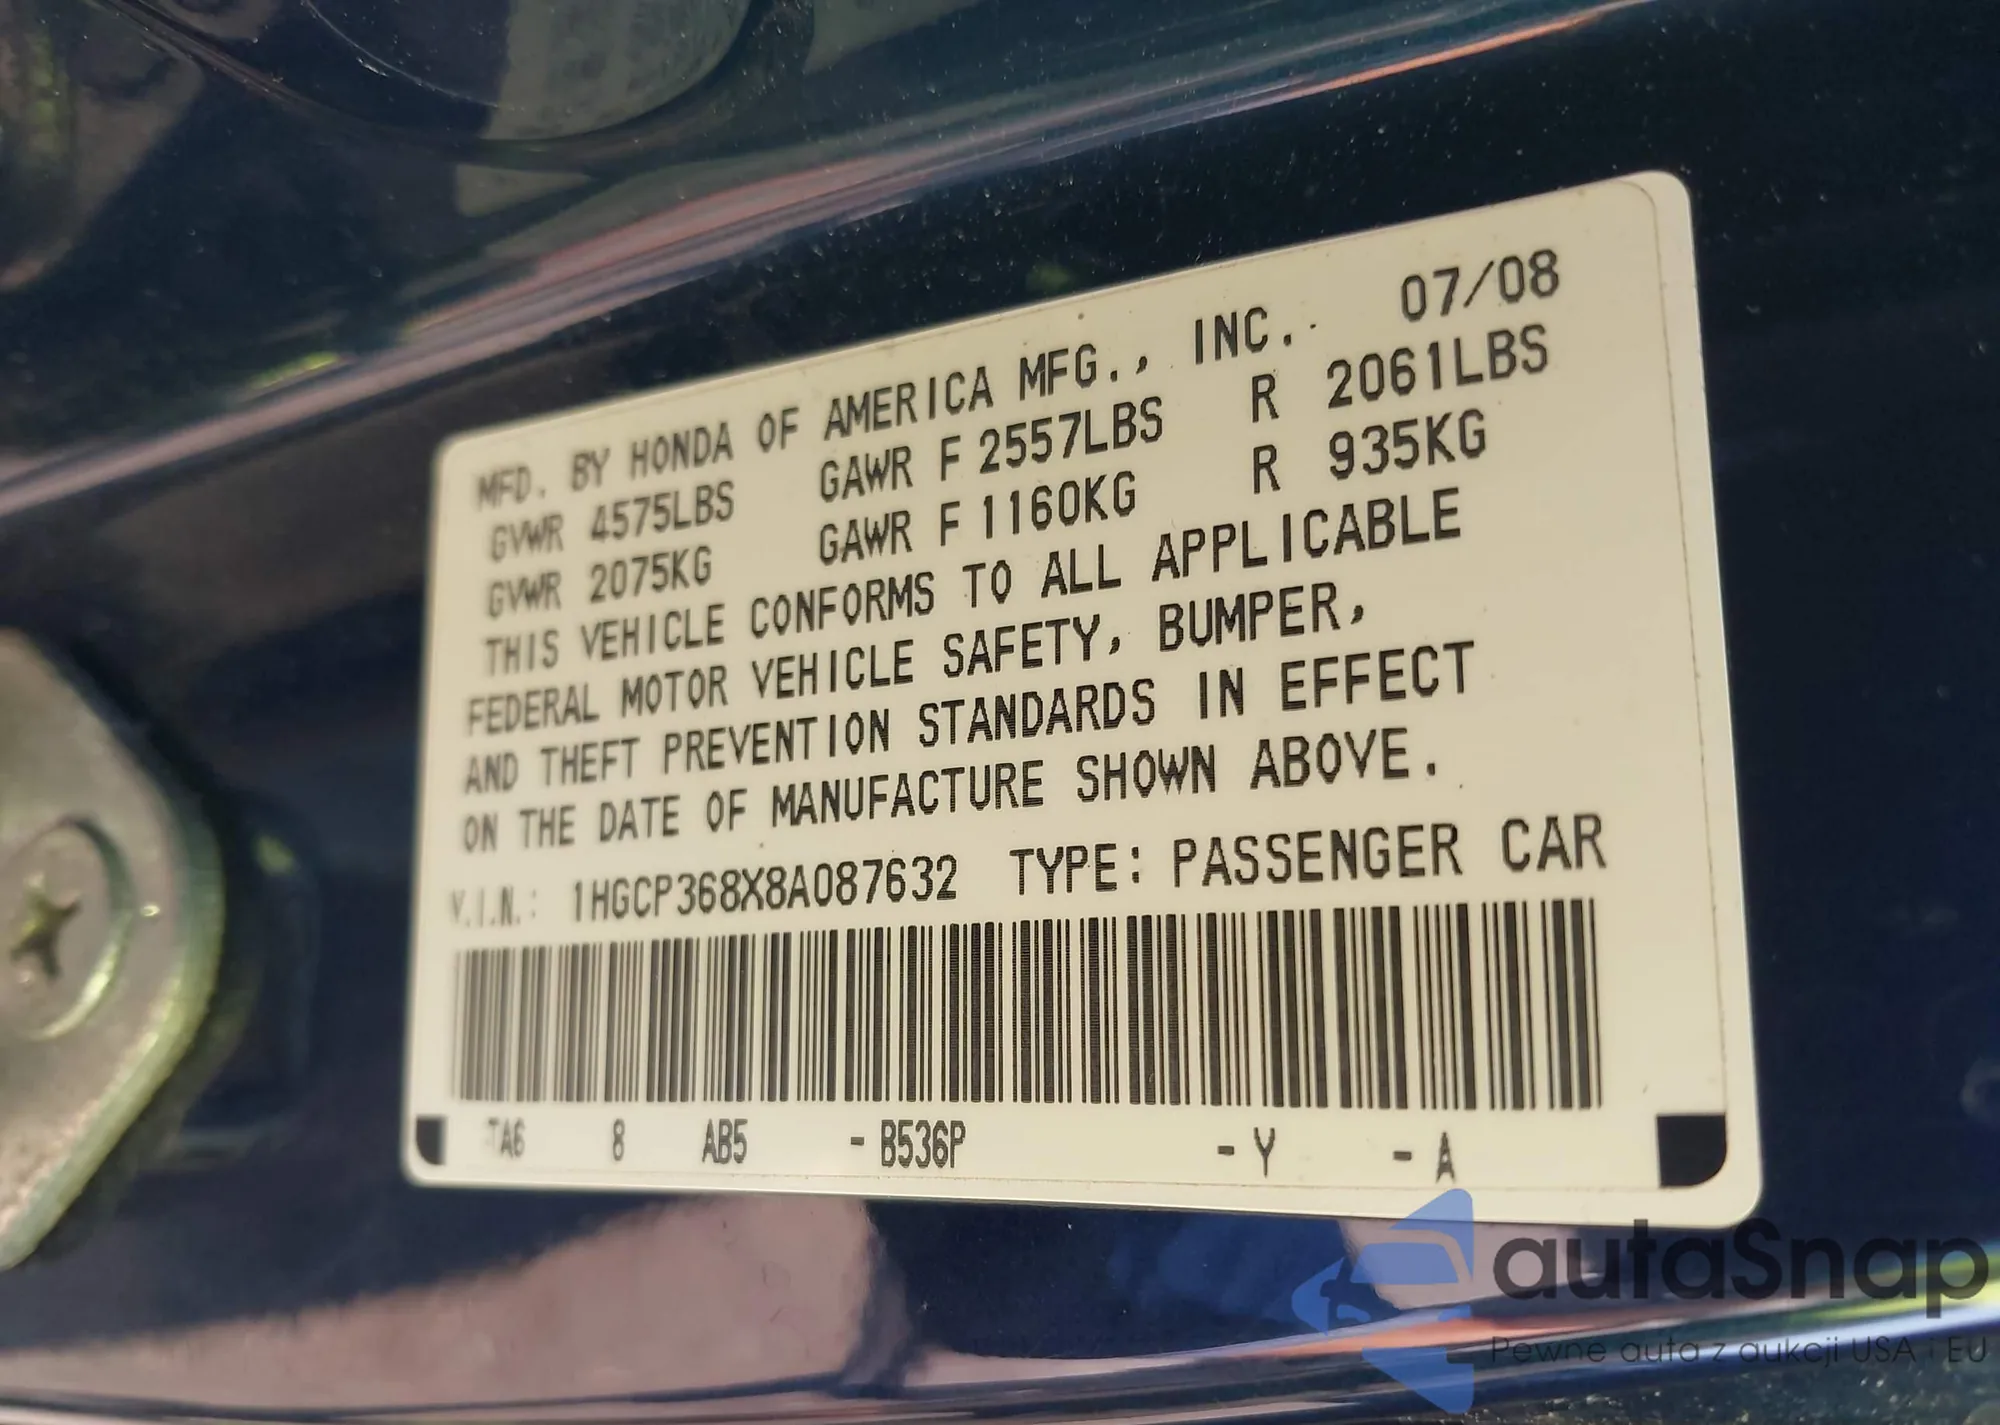 MFD. BY HONDA OF AMERICA MFG., INC. 07/08
GVWR 4575LBS GAWR F 2557LBS R 2061LBS
GVWR 2075KG GAWR F 1160KG R 935KG
THIS VEHICLE CONFORMS TO ALL APPLICABLE
FEDERAL MOTOR VEHICLE SAFETY, BUMPER,
AND THEFT PREVENTION STANDARDS IN EFFECT
ON THE DATE OF MANUFACTURE SHOWN ABOVE.
V.I.N.: 1HGCP368X8A087632 TYPE: PASSENGER CAR
TA6 8 AB5 - B536P - Y - A
autaSnap
Pewne auta z aukcji USA i EU